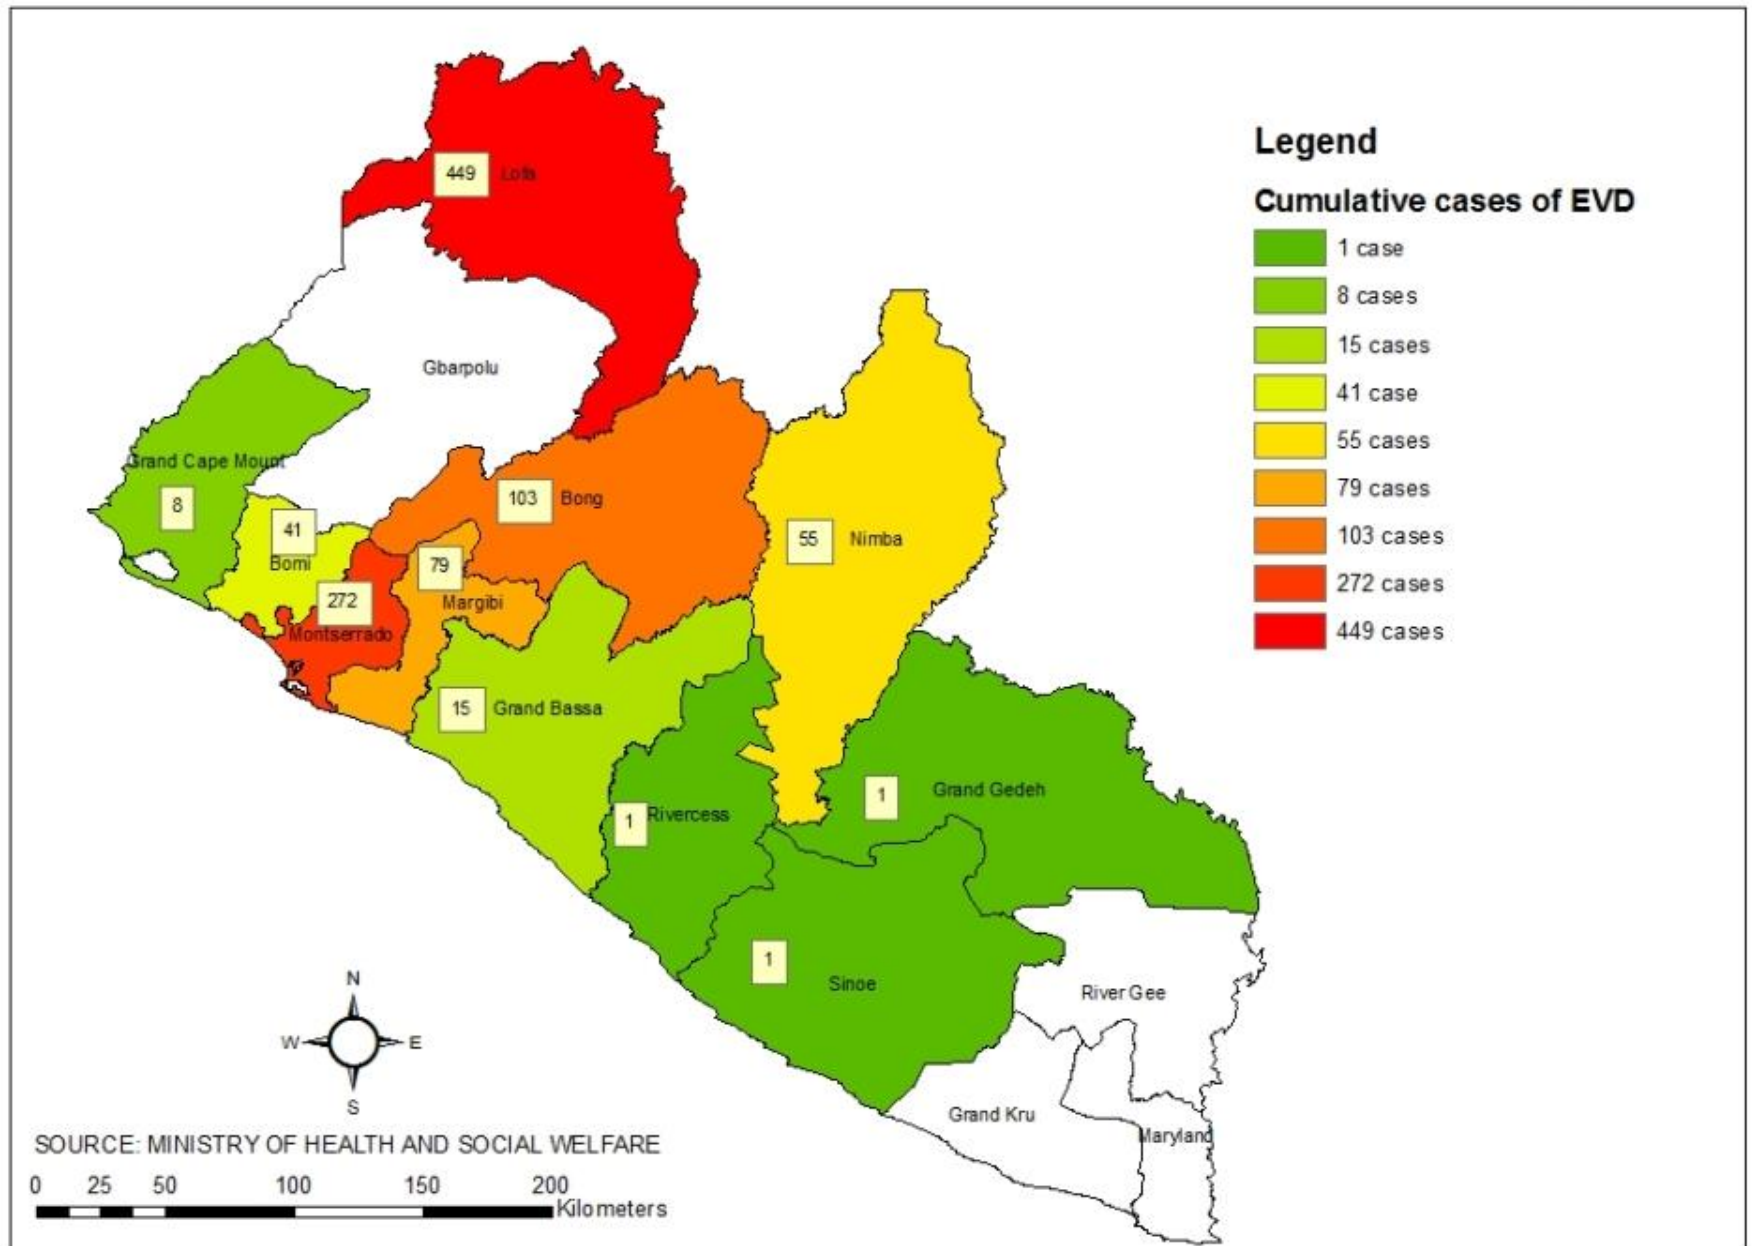 Legend
Cumulative cases of EVD
1 case
8 cases
15 cases
41 case
55 cases
79 cases
103 cases
272 cases
449 cases
449 Lofa
Gbarpolu
Grand Cape Mount
8
41
Bomi
103 Bong
55 Nimba
79
Margibi
272
Montserrado
15 Grand Bassa
1 Rivercess
1 Grand Gedeh
1
Sinoe
River Gee
Grand Kru
Maryland
N
W E
S
SOURCE: MINISTRY OF HEALTH AND SOCIAL WELFARE
0 25 50 100 150 200
Kilometers